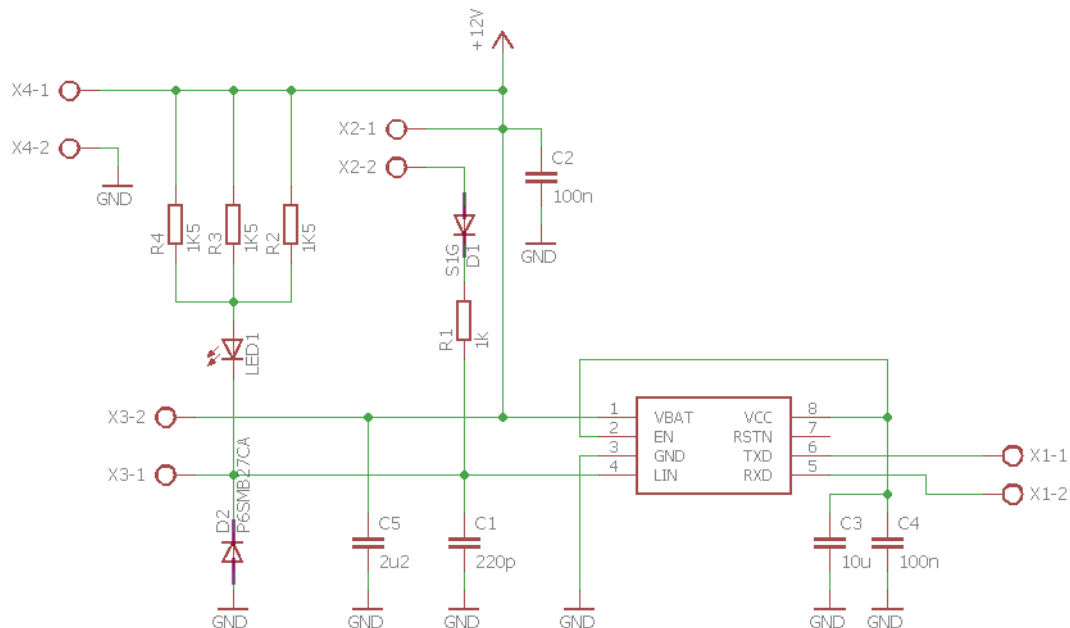 +12V
X4-1
X4-2
GND
X2-1
X2-2
C2
100n
GND
R4
1K5
R3
1K5
R2
1K5
S1G
D1
R1
1k
LED1
X3-2
X3-1
1
2
3
4
VBAT
EN
GND
LIN
VCC
RSTN
TXD
RXD
8
7
6
5
X1-1
X1-2
D2
P6SMB27CA
C5
2u2
C1
220p
C3
10u
C4
100n
GND
GND
GND
GND
GND
GND